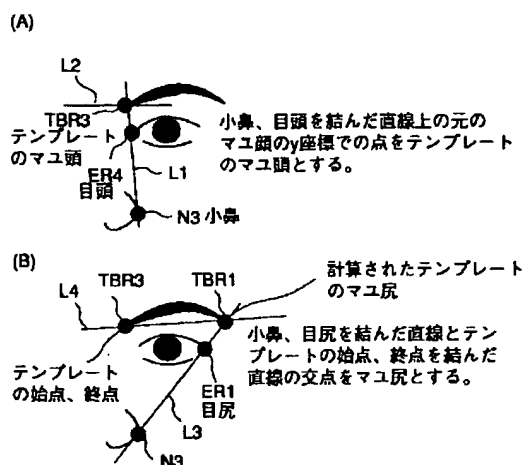 (A)
L2
TBR3
テンプレート
のマユ頭
ER4
目頭
L1
N3 小鼻
小鼻、目頭を結んだ直線上の元の
マユ顔のy座標での点をテンプレート
のマユ頭とする。
(B)
L4
TBR3
TBR1
計算されたテンプレート
のマユ尻
小鼻、目尻を結んだ直線とテン
プレートの始点、終点を結んだ
直線の交点をマユ尻とする。
テンプレート
の始点、終点
ER1
目尻
L3
N3